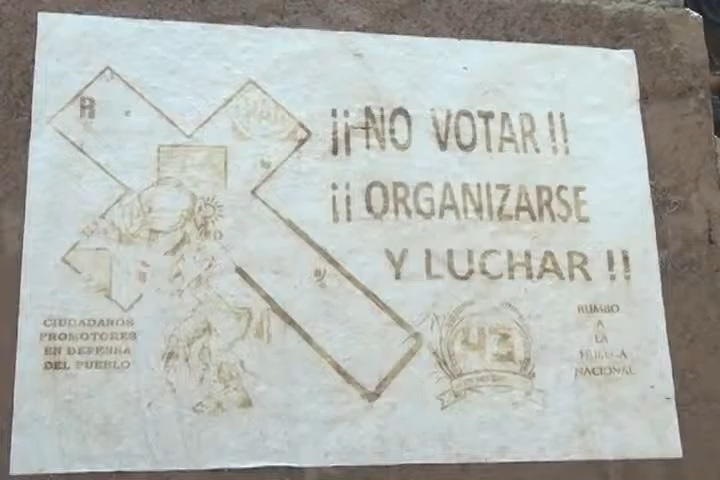 ¡¡NO VOTAR!!
¡¡ORGANIZARSE
Y LUCHAR!!
R
CIUDADANOS
PROMOTORES
EN DEFENSA
DEL PUEBLO
43
RUMBO
A
LA
HUELGA
NACIONAL